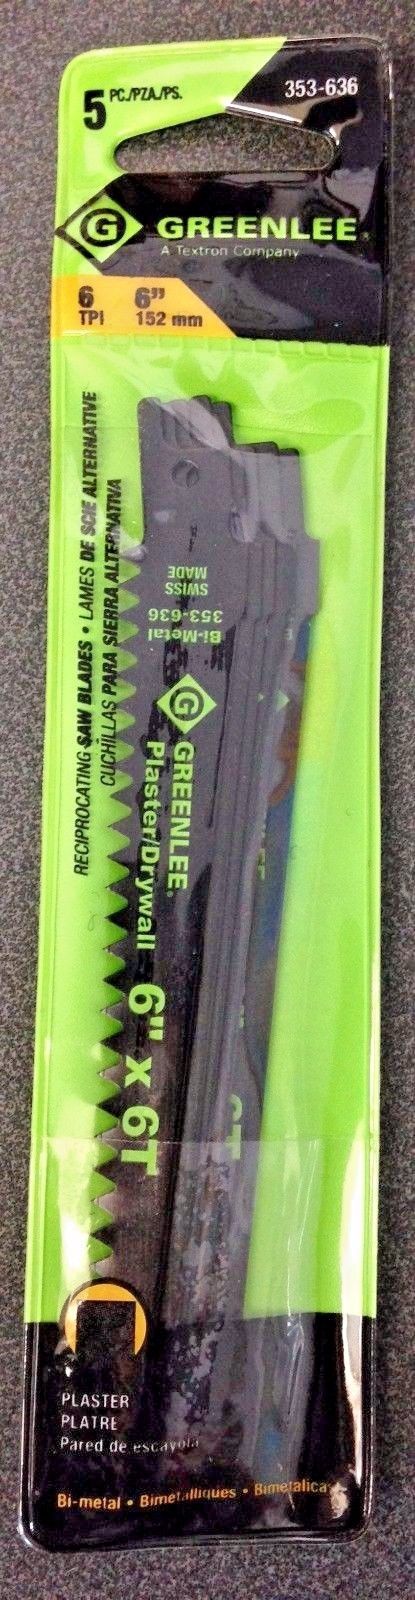 5 PC./PZA./PS.
353-636
G GREENLEE®
A Textron Company
6 TPI
6"
152 mm
RECIPROCATING SAW BLADES • LAMES DE SCIE ALTERNATIVE
CUCHILLAS PARA SIERRA ALTERNATIVA
SWISS
MADE
Bi-Metal
353-636
G GREENLEE®
Plaster/Drywall 6" x 6T
6T
PLASTER
PLATRE
Pared de escayola
Bi-metal • Bimetalliques • Bimetalicas